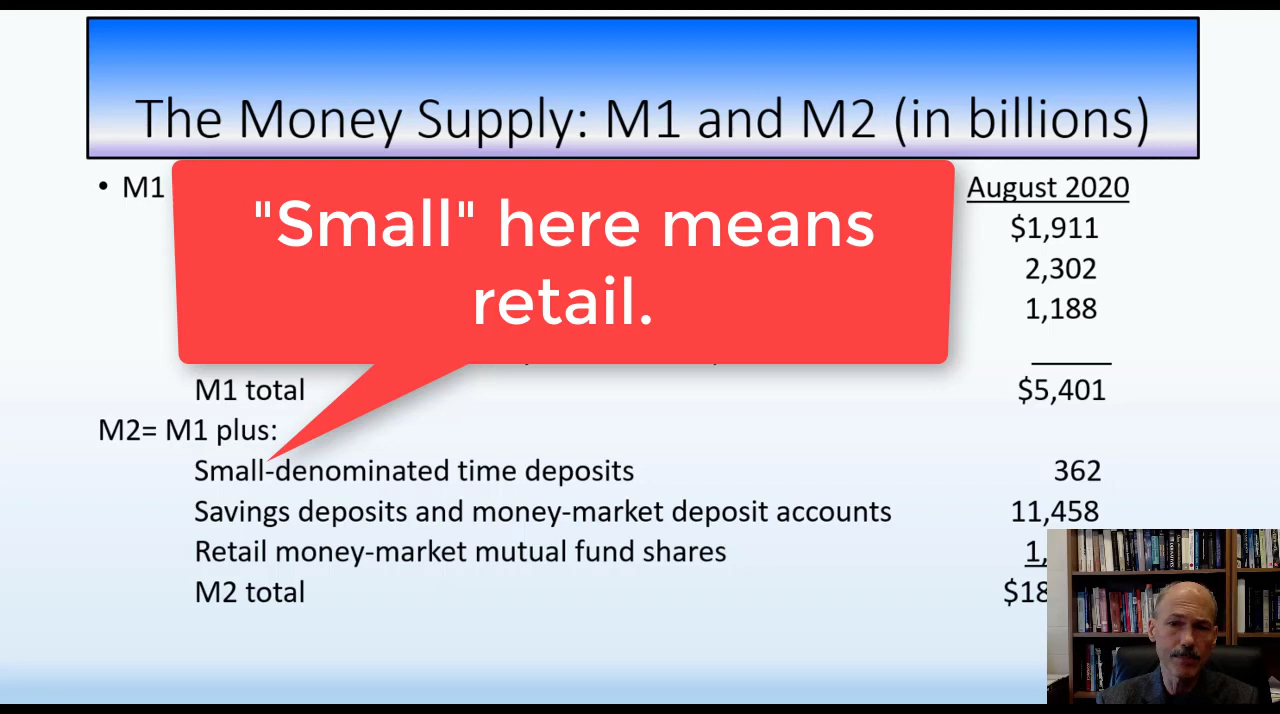 The Money Supply: M1 and M2 (in billions)
• M1
August 2020
"Small" here means
retail.
$1,911
2,302
1,188
M1 total $5,401
M2= M1 plus:
Small-denominated time deposits 362
Savings deposits and money-market deposit accounts 11,458
Retail money-market mutual fund shares 1,
M2 total $18